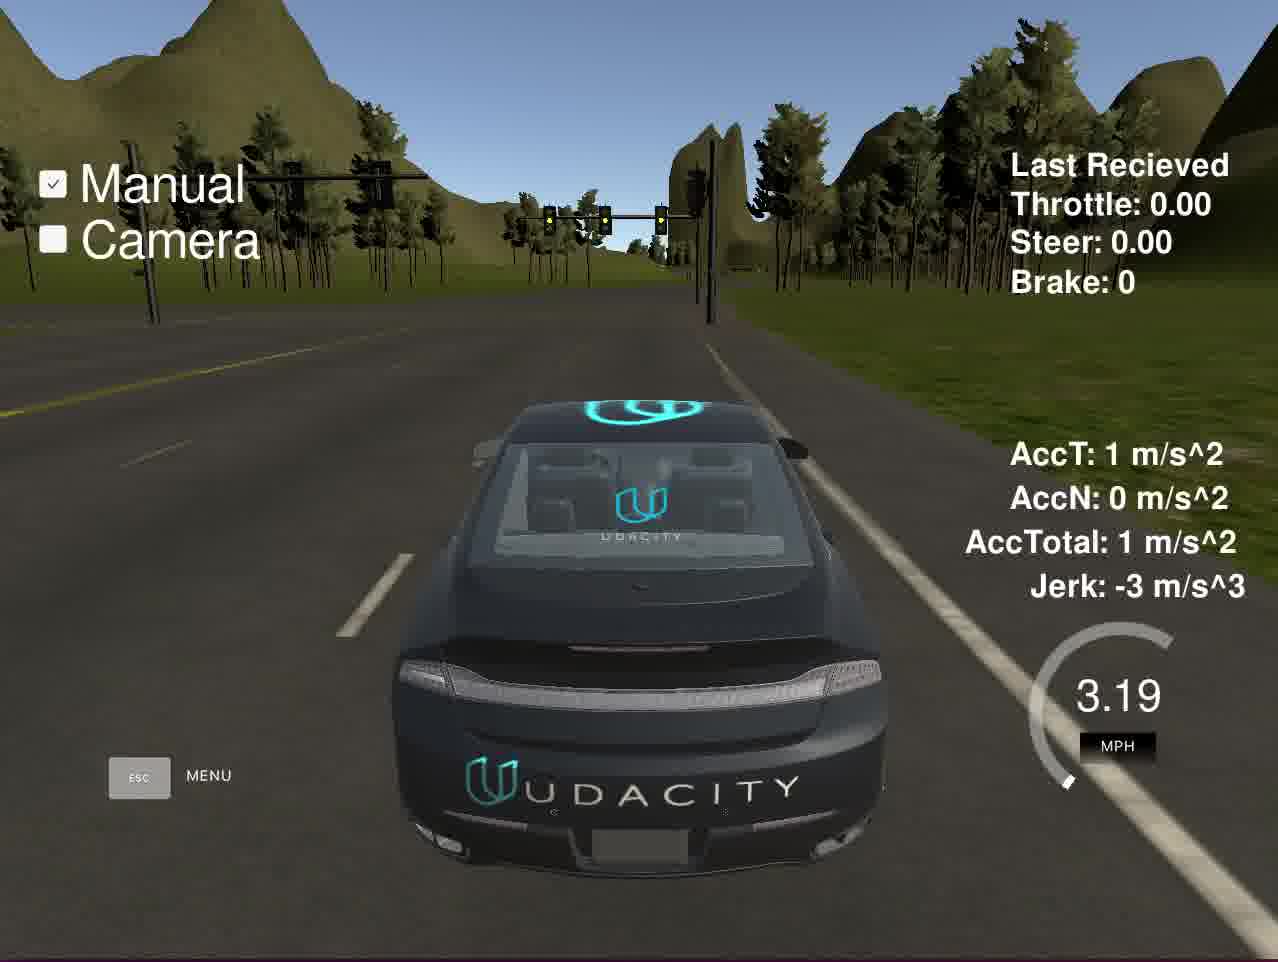 Manual
Camera
Last Recieved
Throttle: 0.00
Steer: 0.00
Brake: 0
UDACITY
AccT: 1 m/s^2
AccN: 0 m/s^2
AccTotal: 1 m/s^2
Jerk: -3 m/s^3
3.19
MPH
ESC
MENU
UDACITY